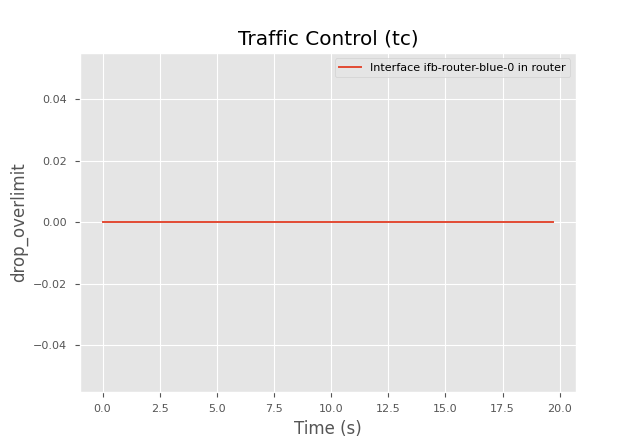 Traffic Control (tc)
Interface ifb-router-blue-0 in router
drop_overlimit
0.04
0.02
0.00
−0.02
−0.04
0.0 2.5 5.0 7.5 10.0 12.5 15.0 17.5 20.0
Time (s)